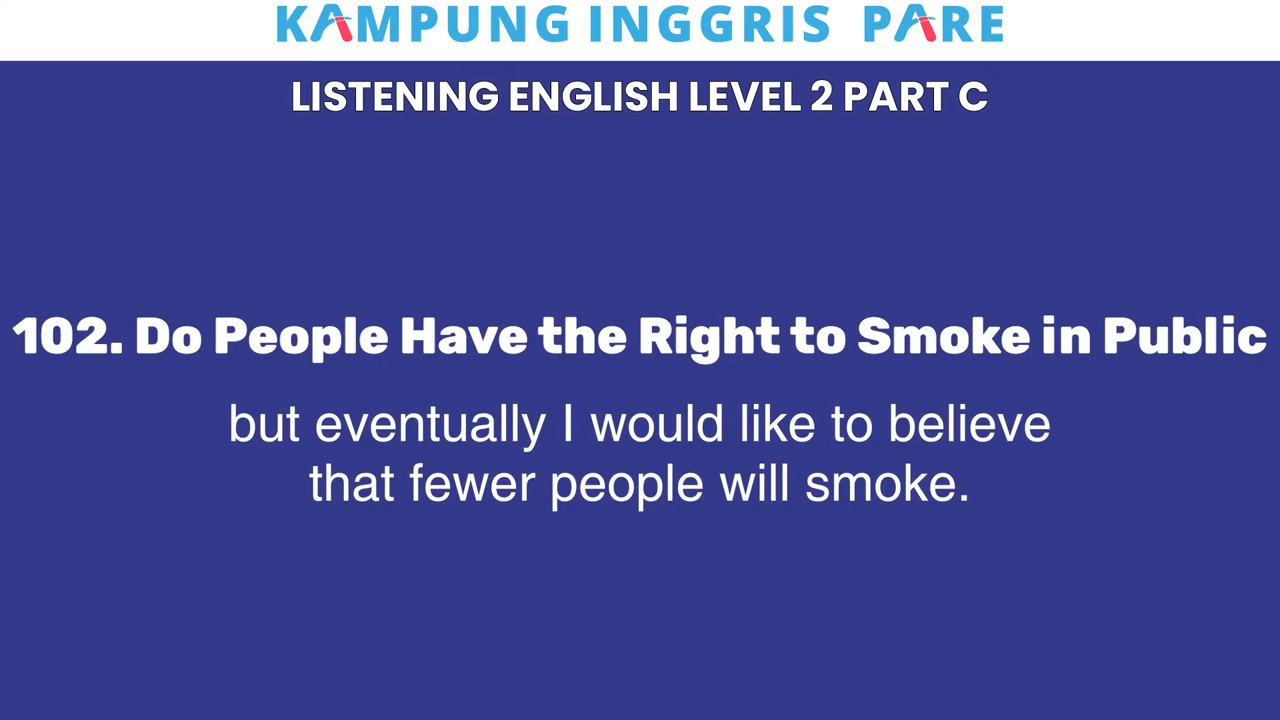 KAMPUNG INGGRIS PARE
LISTENING ENGLISH LEVEL 2 PART C
102. Do People Have the Right to Smoke in Public
but eventually I would like to believe
that fewer people will smoke.